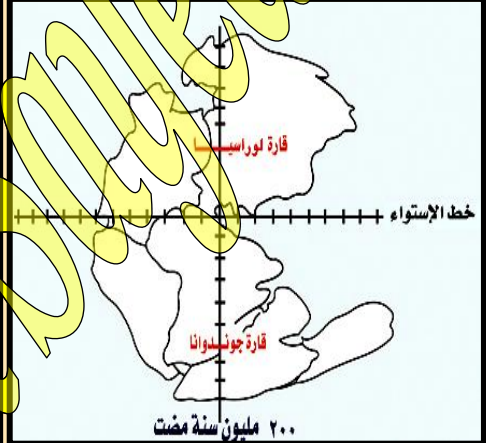 قارة لوراسيا
خط الإستواء
قارة جوندوانا
٢٠٠ مليون سنة مضت